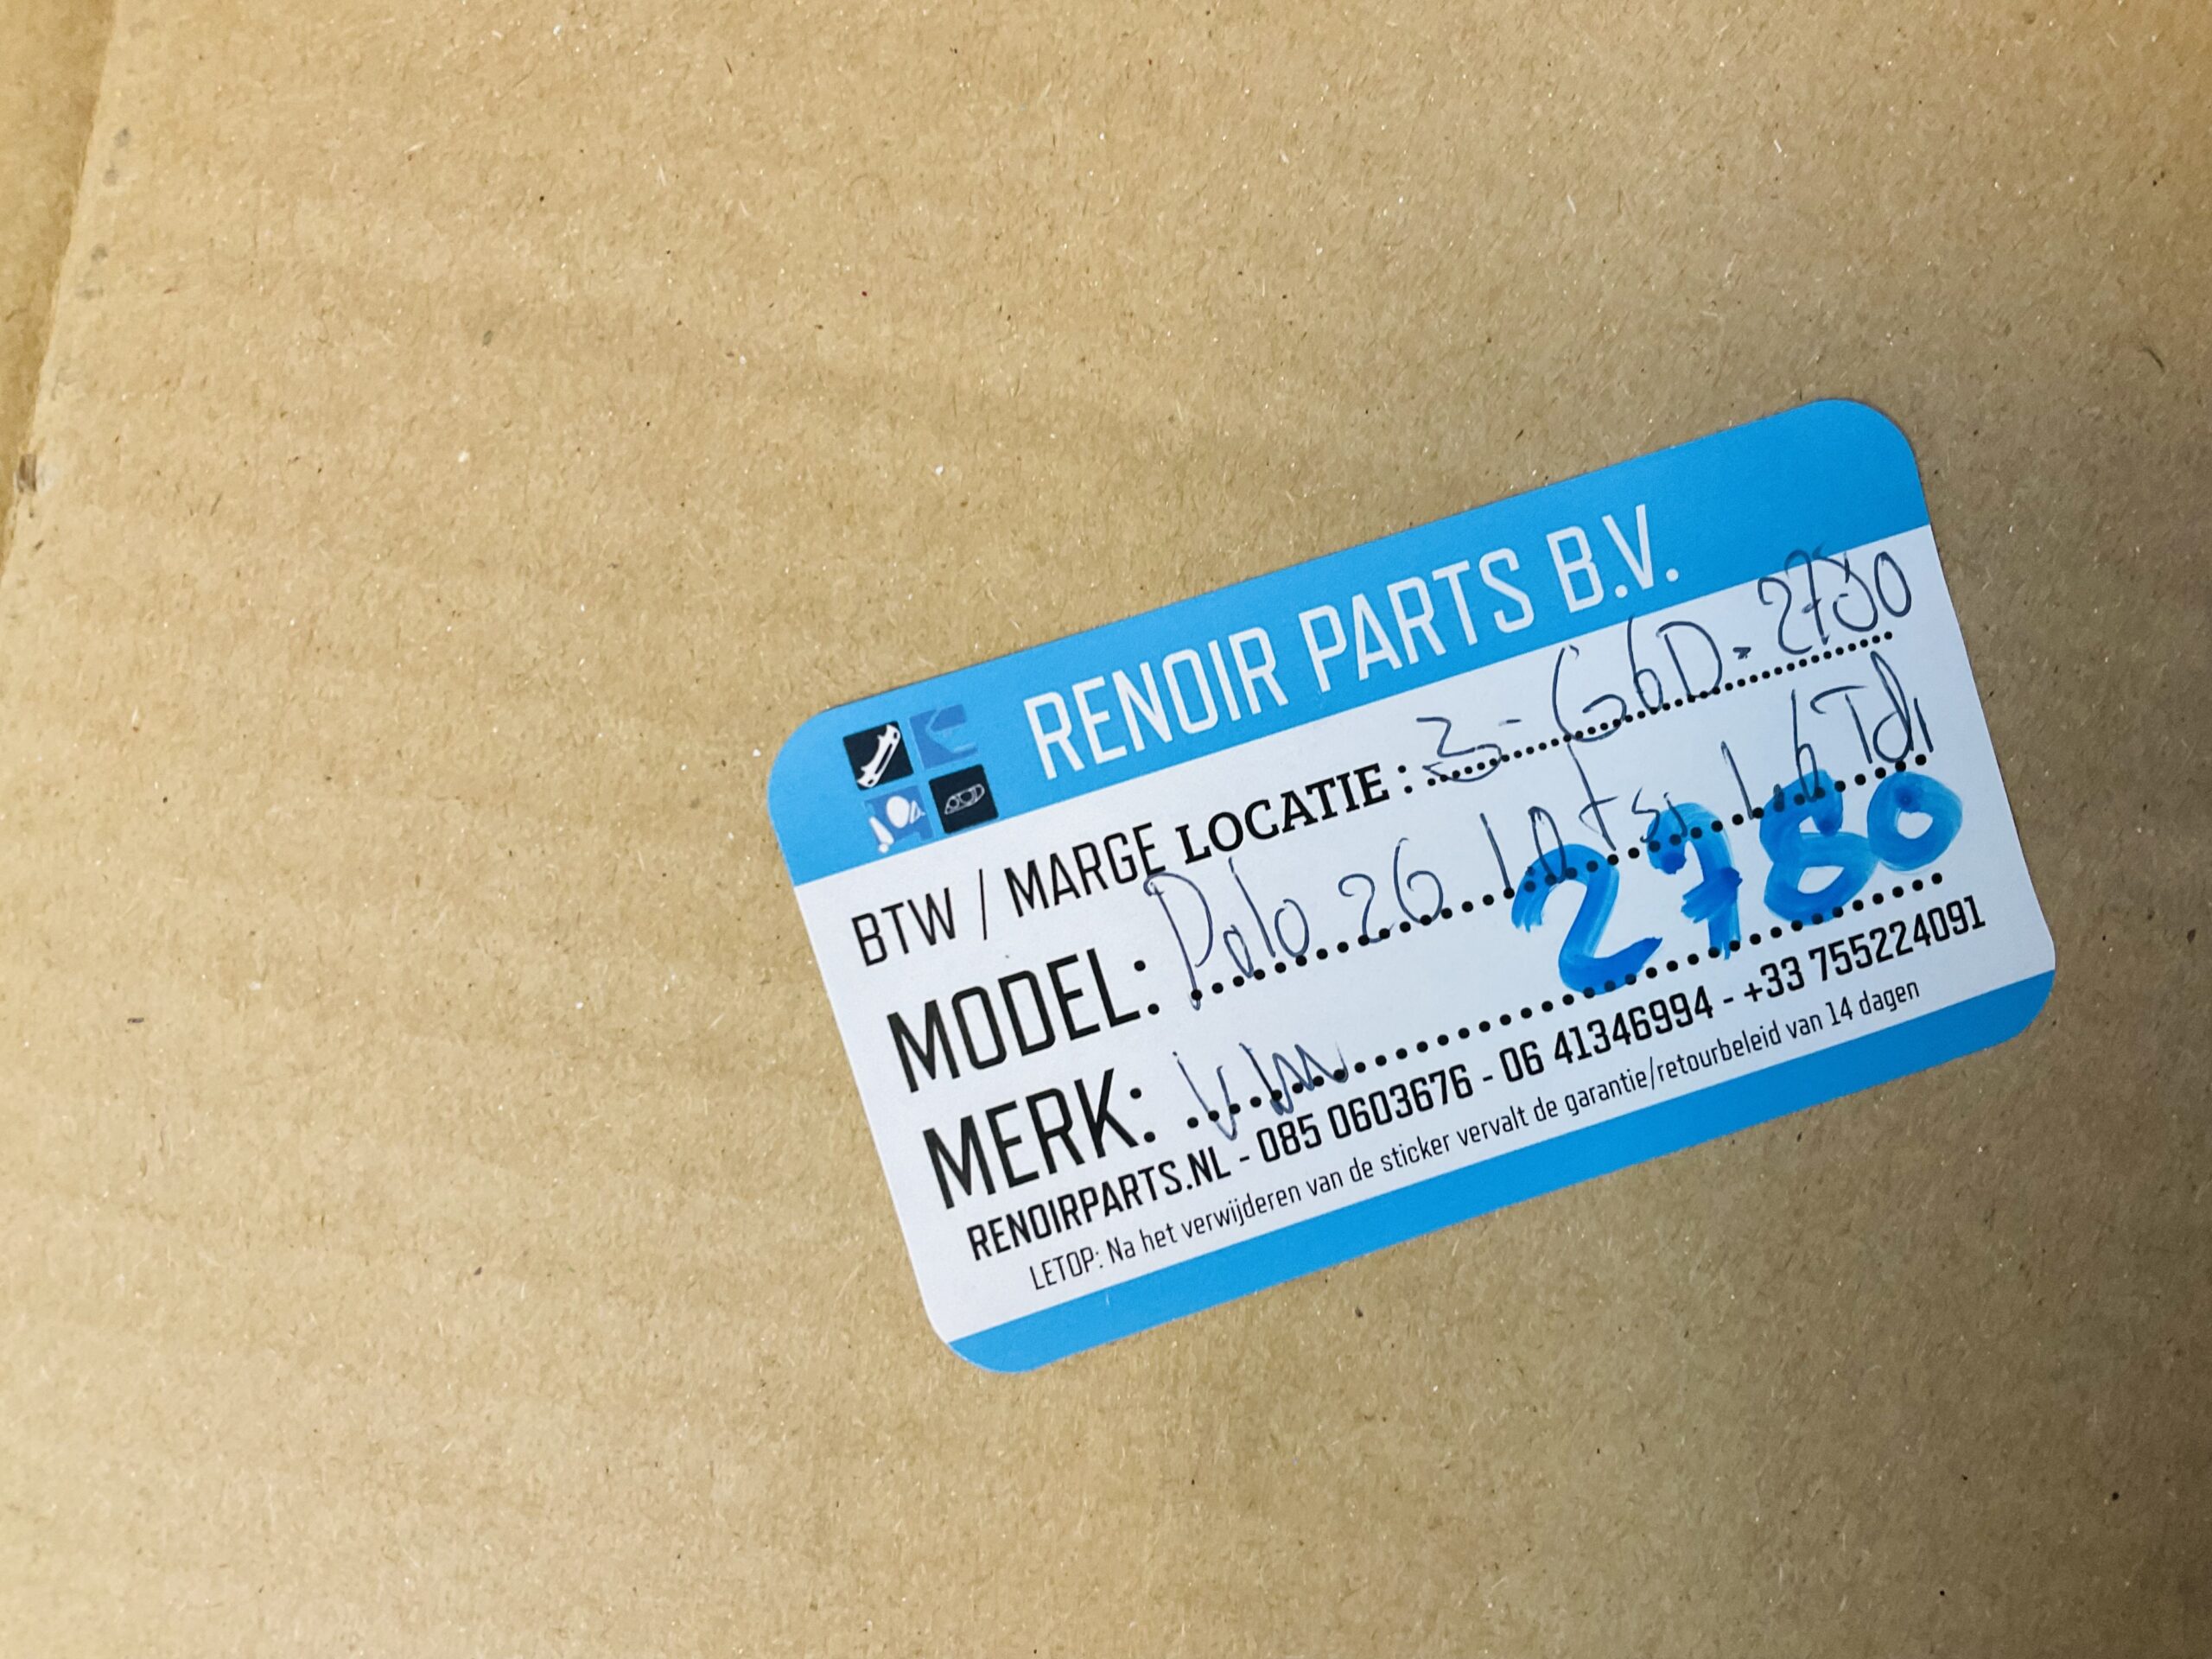 RENOIR PARTS B.V.
BTW / MARGE LOCATIE : 3 - G6D - 2780
MODEL: Polo 2G 1.0 tsi 1.6 Tdi
2780
MERK: VW
RENOIRPARTS.NL - 085 0603676 - 06 41346994 - +33 755224091
LETOP: Na het verwijderen van de sticker vervalt de garantie/retourbeleid van 14 dagen